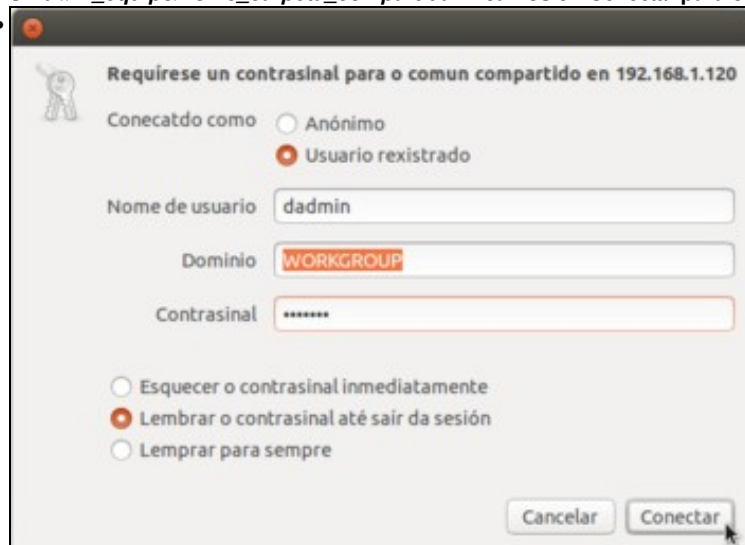 Requírese un contrasinal para o comun compartido en 192.168.1.120
Conecatdo como
Anónimo
Usuario rexistrado
Nome de usuario
dadmin
Dominio
WORKGROUP
Contrasinal
•••••••
Esquecer o contrasinal inmediatamente
Lembrar o contrasinal até sair da sesión
Lemprar para sempre
Cancelar
Conectar